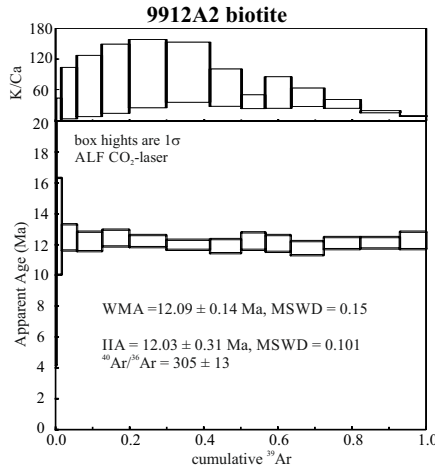 9912A2 biotite
180
120
60
K/Ca
20
18
16
14
12
10
8
6
4
2
0
Apparent Age (Ma)
box hights are 1σ
ALF CO₂-laser
WMA =12.09 ± 0.14 Ma, MSWD = 0.15
IIA = 12.03 ± 0.31 Ma, MSWD = 0.101
⁴⁰Ar/³⁶Ar = 305 ± 13
0.0 0.2 0.4 0.6 0.8 1.0
cumulative ³⁹Ar